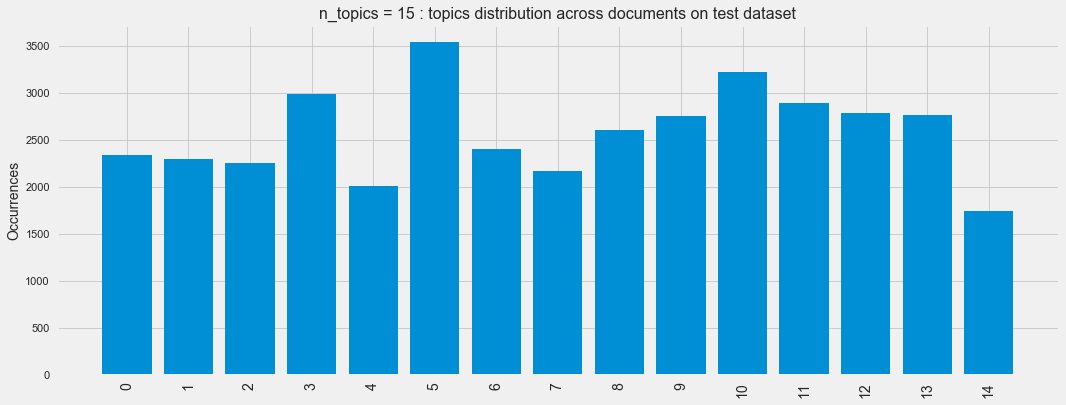 n_topics = 15 : topics distribution across documents on test dataset
Occurrences
3500
3000
2500
2000
1500
1000
500
0
0 1 2 3 4 5 6 7 8 9 10 11 12 13 14